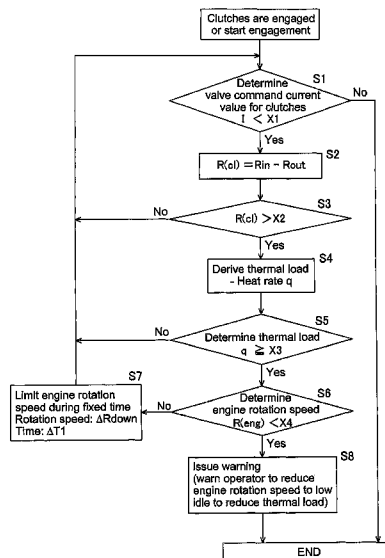 Clutches are engaged
or start engagement
S1
Determine
valve command current
value for clutches
I < X1
No
Yes
S2
R(cl) = Rin - Rout
S3
No
R(cl) > X2
Yes
S4
Derive thermal load
- Heat rate q
S5
No
Determine thermal load
q ≧ X3
Yes
S7
S6
Limit engine rotation
speed during fixed time
Rotation speed: ΔRdown
Time: ΔT1
No
Determine
engine rotation speed
R(eng) < X4
Yes
S8
Issue warning
(warn operator to reduce
engine rotation speed to low
idle to reduce thermal load)
END